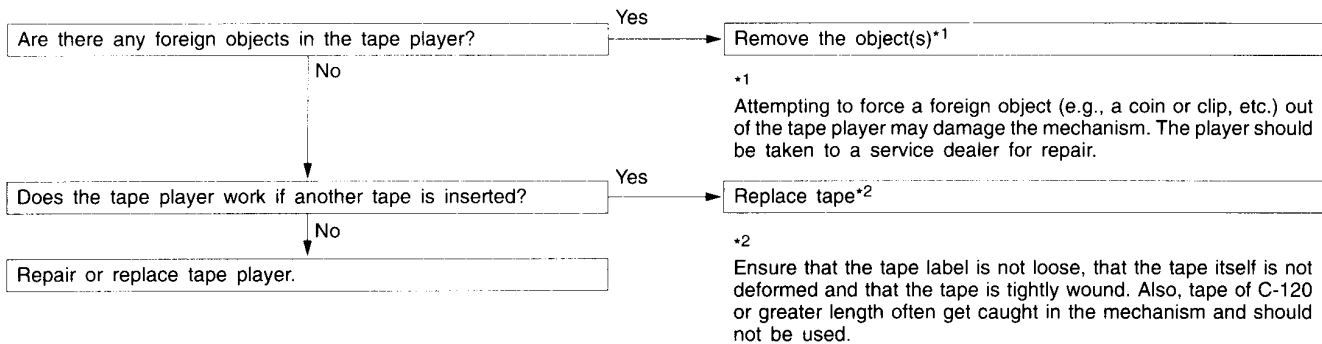 Yes
Are there any foreign objects in the tape player?
Remove the object(s)*1
No
*1
Attempting to force a foreign object (e.g., a coin or clip, etc.) out
of the tape player may damage the mechanism. The player should
be taken to a service dealer for repair.
Yes
Does the tape player work if another tape is inserted?
Replace tape*2
No
Repair or replace tape player.
*2
Ensure that the tape label is not loose, that the tape itself is not
deformed and that the tape is tightly wound. Also, tape of C-120
or greater length often get caught in the mechanism and should
not be used.